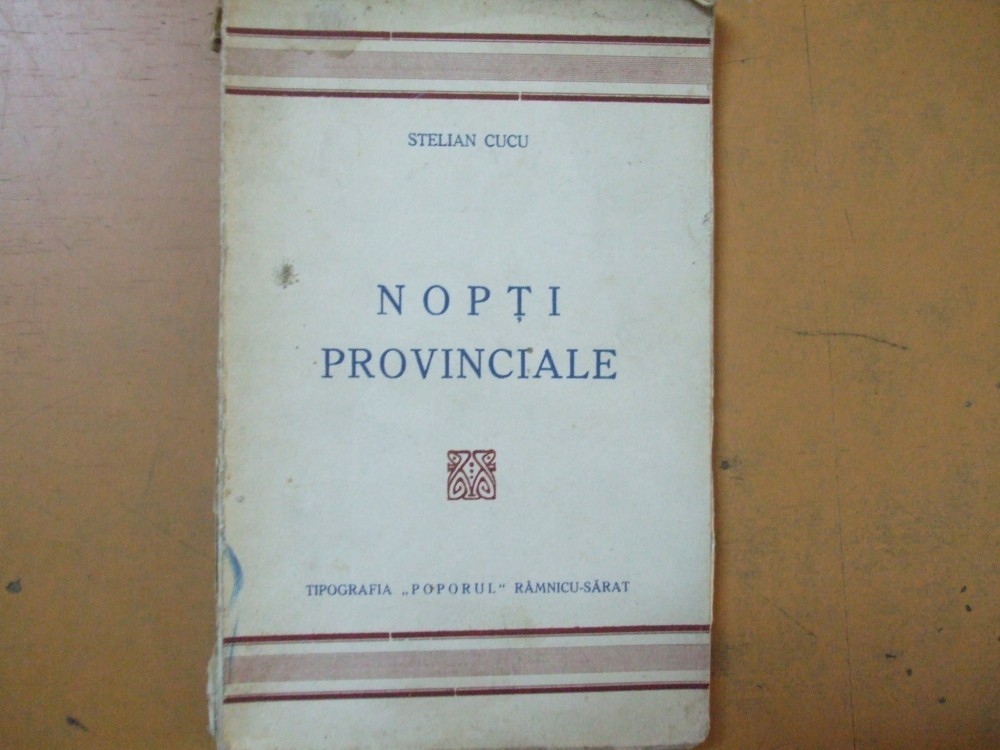 STELIAN CUCU
NOPȚI
PROVINCIALE
TIPOGRAFIA „POPORUL“ RÂMNICU-SĂRAT